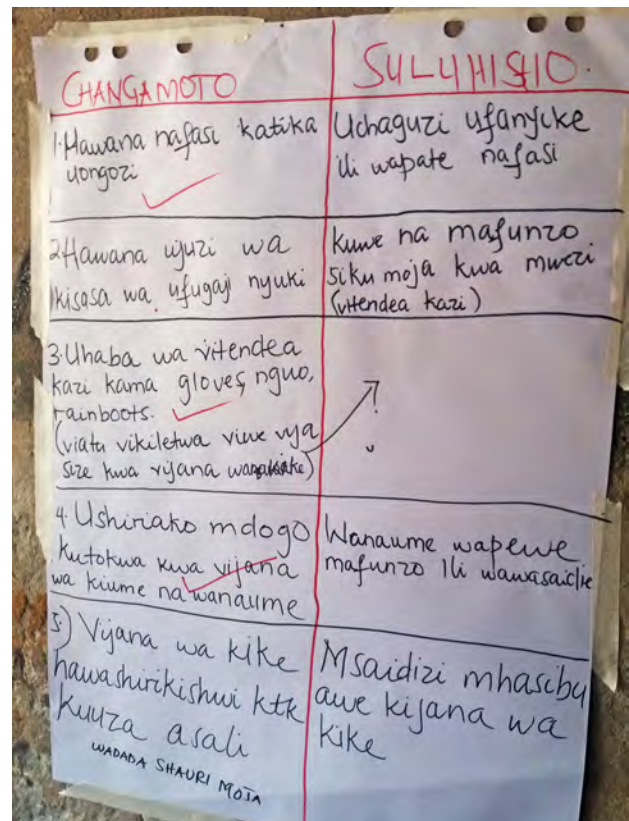 CHANGAMOTO
SULUHISIO.
1. Hawana nafasi katika
uongozi
Uchaguzi ufanyike
ili wapate nafasi
2 Hawana ujuzi wa
kisasa wa ufugaji nyuki
kuwe na mafunzo
siku moja kwa mwezi
(vitendea kazi)
3. Uhaba wa vitendea
kazi kama gloves, nguo,
rainboots.
(viatu vikiletwa viwe vya
size kwa vijana wanakike)
?
4 Ushiriako mdogo
kutokwa kwa vijana
wa kiume na wanaume
Wanaume wapewe
mafunzo ili wawasaidie
5) Vijana wa kike
hawashirikishwi ktk
kuuza asali
WADADA SHAURI MOJA
Msaidizi mhasibu
awe kijana wa
kike